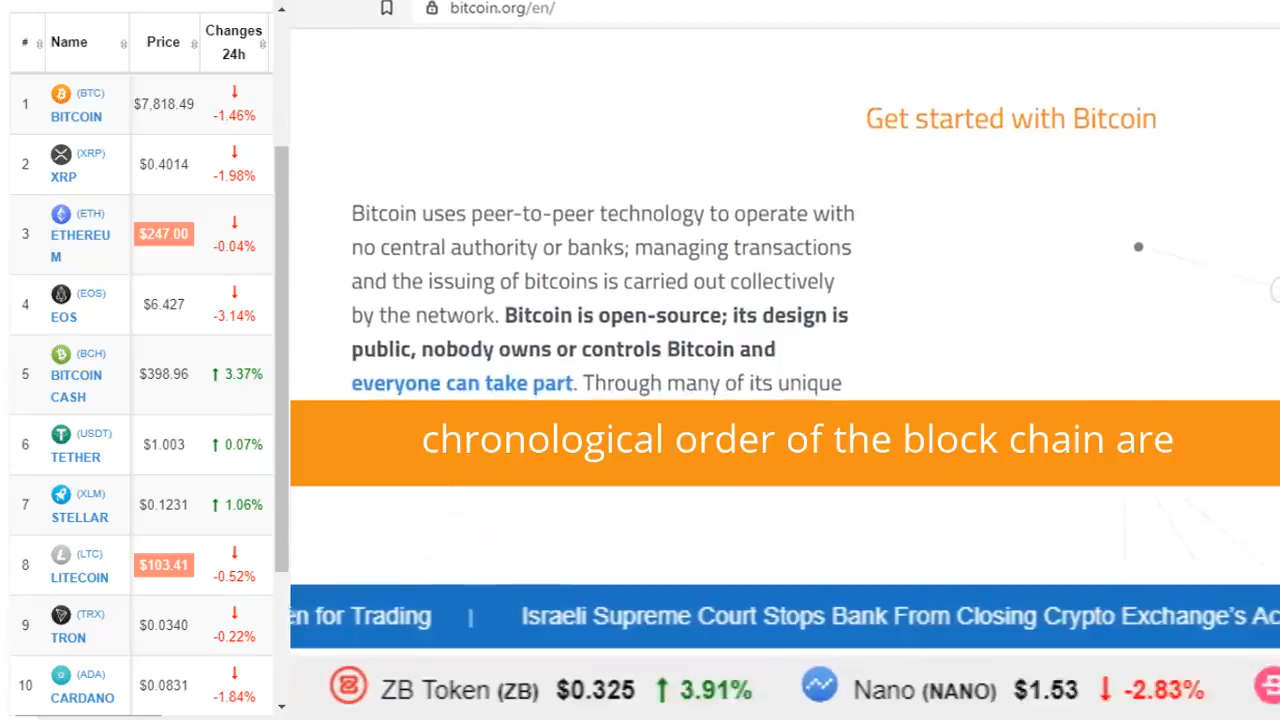 # Name Price Changes 24h
1 (BTC) BITCOIN $7,818.49 ↓ -1.46%
2 (XRP) XRP $0.4014 ↓ -1.98%
3 (ETH) ETHEREUM $247.00 ↓ -0.04%
4 (EOS) EOS $6.427 ↓ -3.14%
5 (BCH) BITCOIN CASH $398.96 ↑ 3.37%
6 (USDT) TETHER $1.003 ↑ 0.07%
7 (XLM) STELLAR $0.1231 ↑ 1.06%
8 (LTC) LITECOIN $103.41 ↓ -0.52%
9 (TRX) TRON $0.0340 ↓ -0.22%
10 (ADA) CARDANO $0.0831 ↓ -1.84%
bitcoin.org/en/
Get started with Bitcoin
Bitcoin uses peer-to-peer technology to operate with
no central authority or banks; managing transactions
and the issuing of bitcoins is carried out collectively
by the network. Bitcoin is open-source; its design is
public, nobody owns or controls Bitcoin and
everyone can take part. Through many of its unique
chronological order of the block chain are
for Trading | Israeli Supreme Court Stops Bank From Closing Crypto Exchange's
ZB Token (ZB) $0.325 ↑ 3.91% Nano (NANO) $1.53 ↓ -2.83%